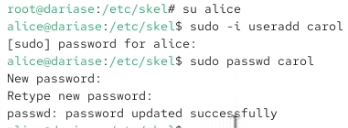 root@dariase:/etc/skel# su alice
alice@dariase:/etc/skel$ sudo -i useradd carol
[sudo] password for alice:
alice@dariase:/etc/skel$ sudo passwd carol
New password:
Retype new password:
passwd: password updated successfully